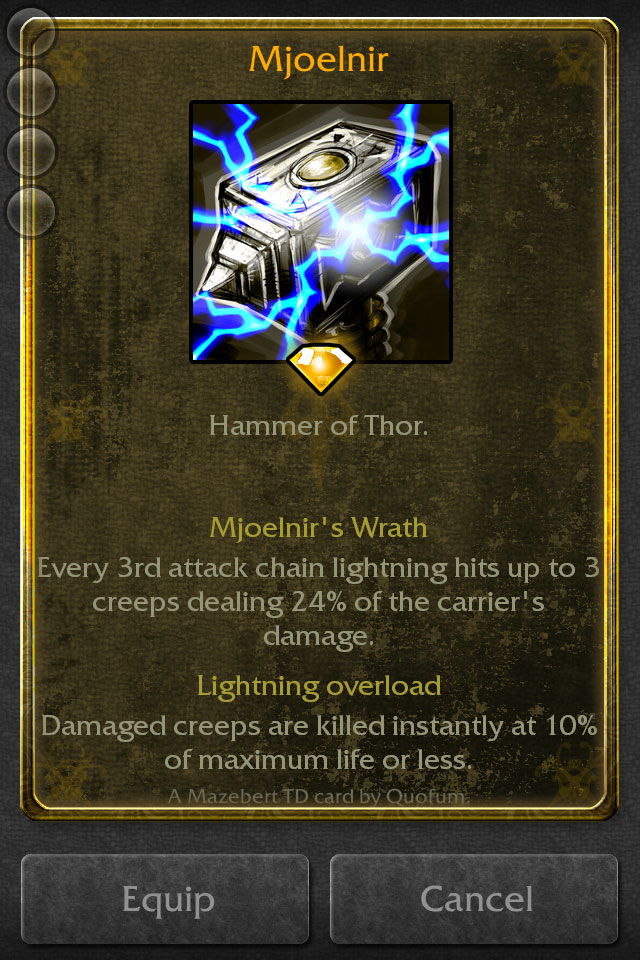 Mjoelnir
Hammer of Thor.
Mjoelnir's Wrath
Every 3rd attack chain lightning hits up to 3
creeps dealing 24% of the carrier's
damage.
Lightning overload
Damaged creeps are killed instantly at 10%
of maximum life or less.
A Mazebert TD card by Quofum.
Equip
Cancel